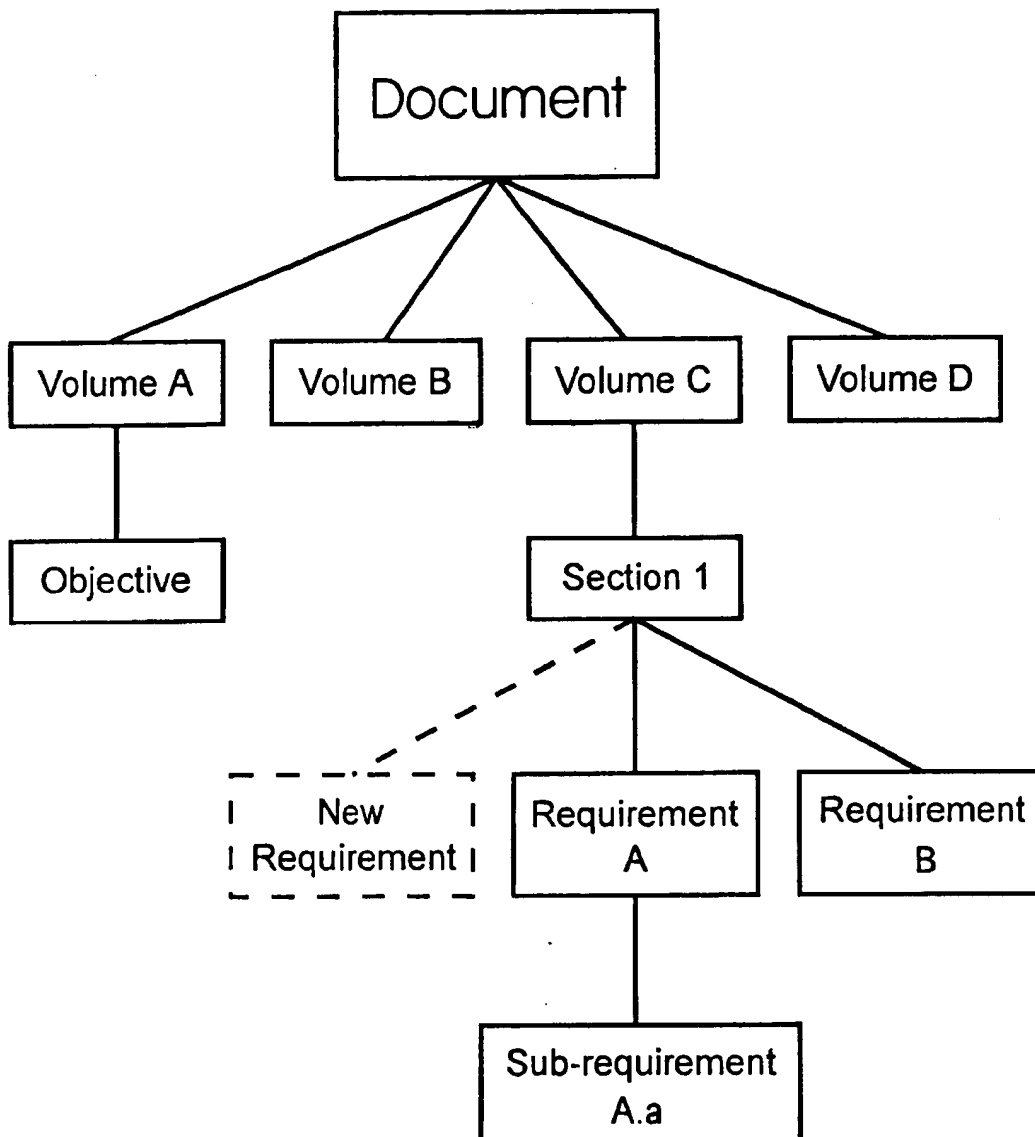 Document
Volume A
Volume B
Volume C
Volume D
Objective
Section 1
New
Requirement
Requirement
A
Requirement
B
Sub-requirement
A.a